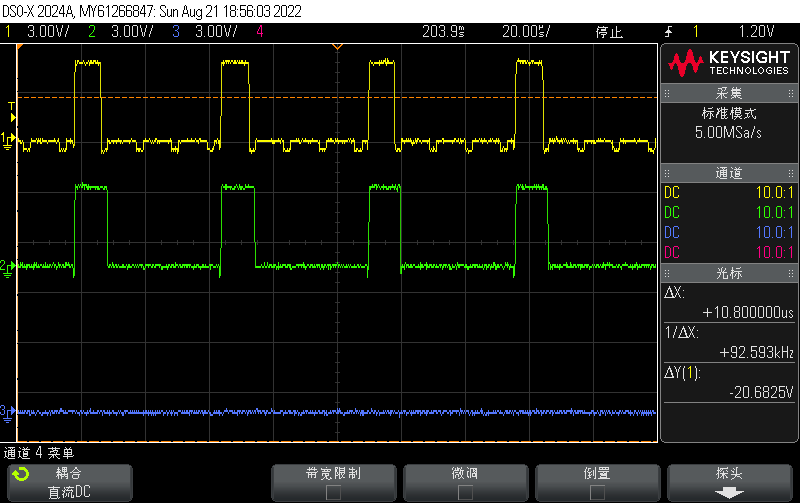 DSO-X 2024A, MY61266847: Sun Aug 21 18:56:03 2022
1 3.00V/ 2 3.00V/ 3 3.00V/ 4 203.9ms 20.00us/ 停止 1 1.20V
KEYSIGHT
TECHNOLOGIES
采集
标准模式
5.00MSa/s
通道
DC 10.0:1
DC 10.0:1
DC 10.0:1
DC 10.0:1
光标
ΔX:
+10.800000us
1/ΔX:
+92.593kHz
ΔY(1):
-20.6825V
T
1
2
3
通道 4 菜单
耦合
直流DC
带宽限制
微调
倒置
探头